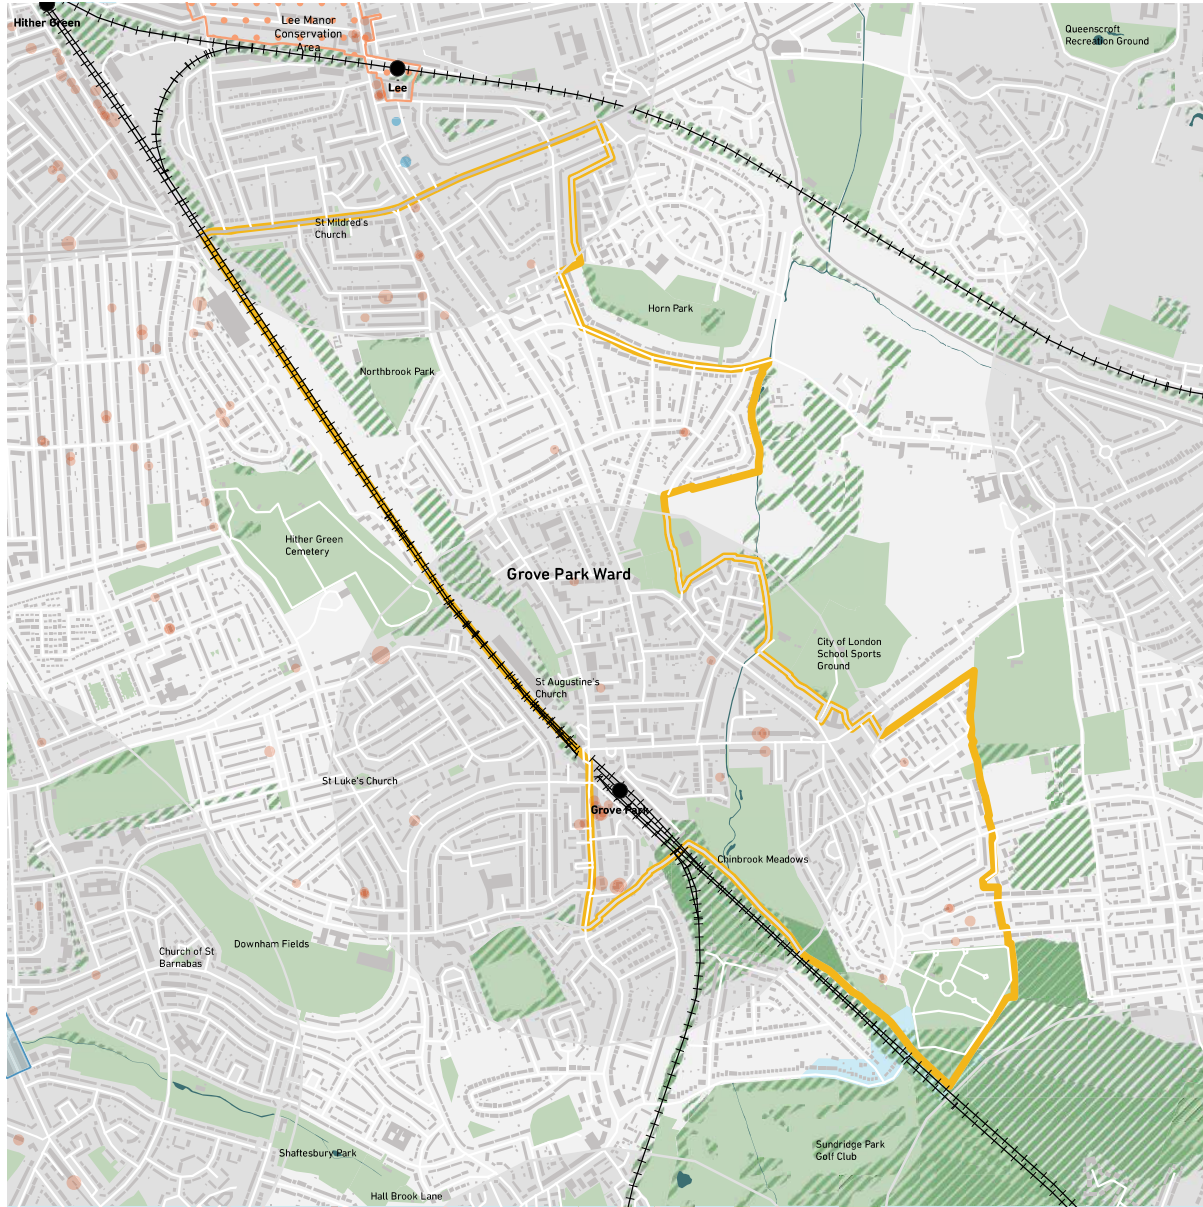 Hither Green
Lee Manor
Conservation
Area
Queenscroft
Recreation Ground
Lee
St Mildred's
Church
Horn Park
Northbrook Park
Hither Green
Cemetery
Grove Park Ward
City of London
School Sports
Ground
St Augustine's
Church
St Luke's Church
Grove Park
Chinbrook Meadows
Downham Fields
Church of St
Barnabas
Sundridge Park
Golf Club
Shaftesbury Park
Hall Brook Lane